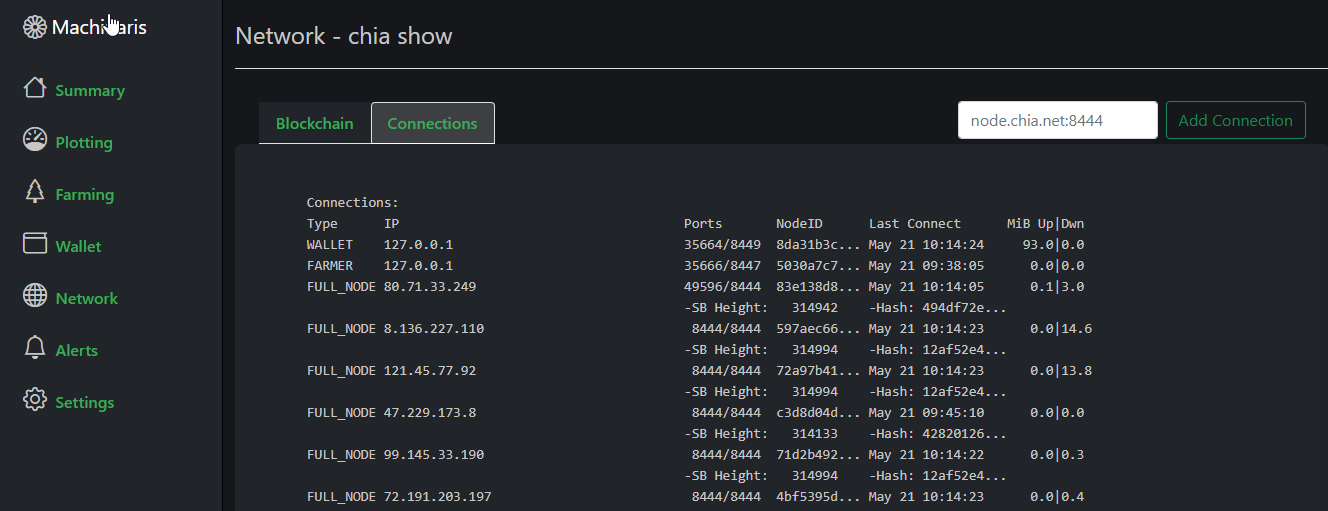 Machinaris
Network - chia show
Summary
Plotting
Farming
Wallet
Network
Alerts
Settings
Blockchain Connections node.chia.net:8444 Add Connection
Connections:
Type IP Ports NodeID Last Connect MiB Up|Dwn
WALLET 127.0.0.1 35664/8449 8da31b3c... May 21 10:14:24 93.0|0.0
FARMER 127.0.0.1 35666/8447 5030a7c7... May 21 09:38:05 0.0|0.0
FULL_NODE 80.71.33.249 49596/8444 83e138d8... May 21 10:14:05 0.1|3.0
-SB Height: 314942 -Hash: 494df72e...
FULL_NODE 8.136.227.110 8444/8444 597aec66... May 21 10:14:23 0.0|14.6
-SB Height: 314994 -Hash: 12af52e4...
FULL_NODE 121.45.77.92 8444/8444 72a97b41... May 21 10:14:23 0.0|13.8
-SB Height: 314994 -Hash: 12af52e4...
FULL_NODE 47.229.173.8 8444/8444 c3d8d04d... May 21 09:45:10 0.0|0.0
-SB Height: 314133 -Hash: 42820126...
FULL_NODE 99.145.33.190 8444/8444 71d2b492... May 21 10:14:22 0.0|0.3
-SB Height: 314994 -Hash: 12af52e4...
FULL_NODE 72.191.203.197 8444/8444 4bf5395d... May 21 10:14:23 0.0|0.4